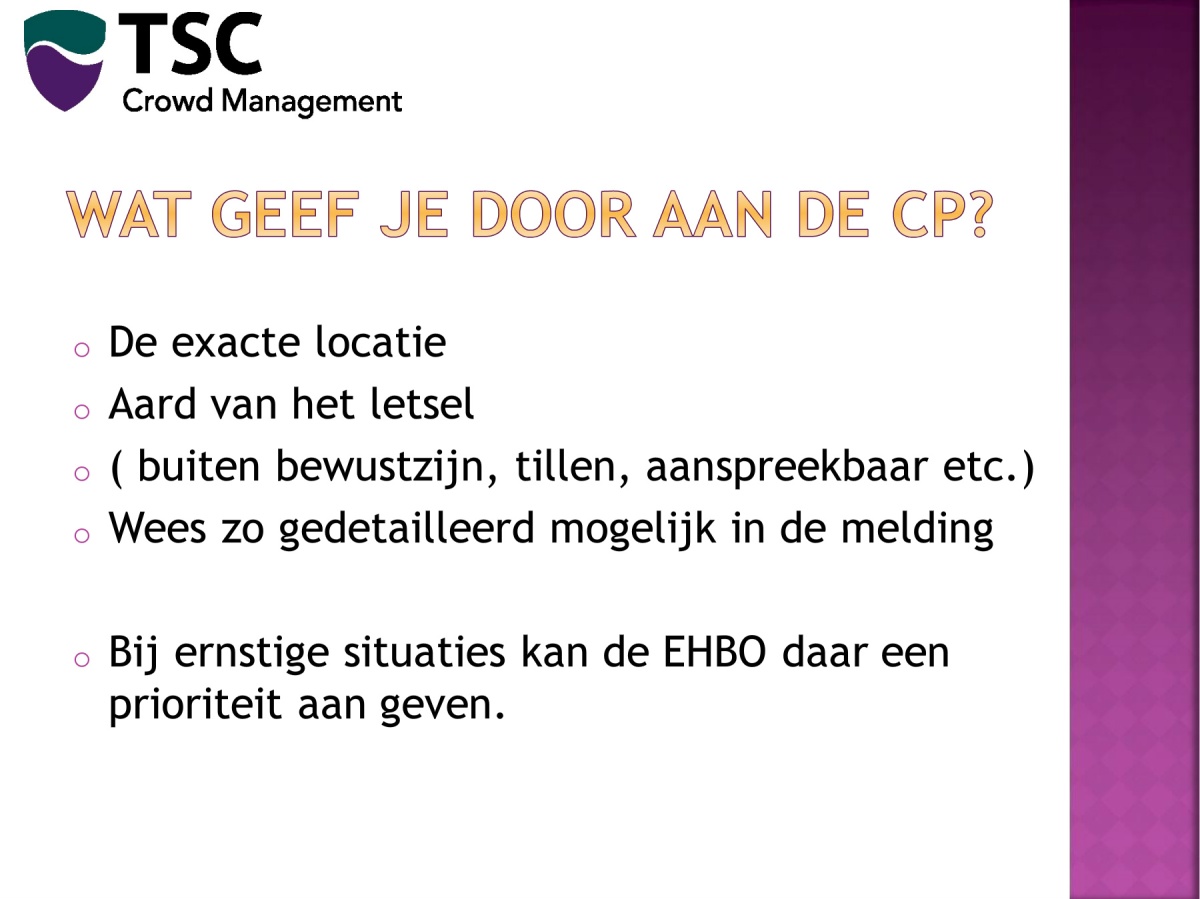 TSC
Crowd Management
WAT GEEF JE DOOR AAN DE CP?
o De exacte locatie
o Aard van het letsel
o ( buiten bewustzijn, tillen, aanspreekbaar etc.)
o Wees zo gedetailleerd mogelijk in de melding
o Bij ernstige situaties kan de EHBO daar een
prioriteit aan geven.